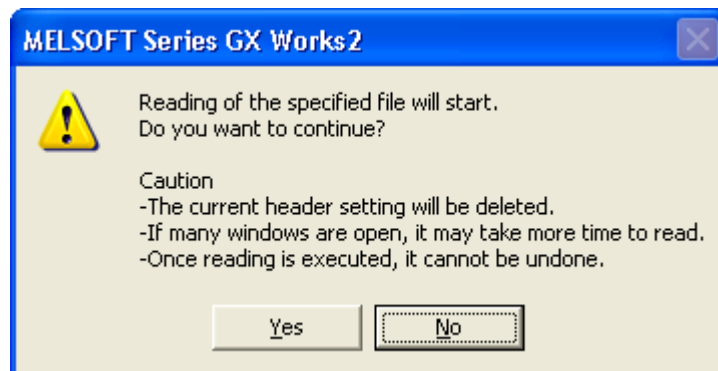 MELSOFT Series GX Works2
Reading of the specified file will start.
Do you want to continue?
Caution
-The current header setting will be deleted.
-If many windows are open, it may take more time to read.
-Once reading is executed, it cannot be undone.
Yes
No